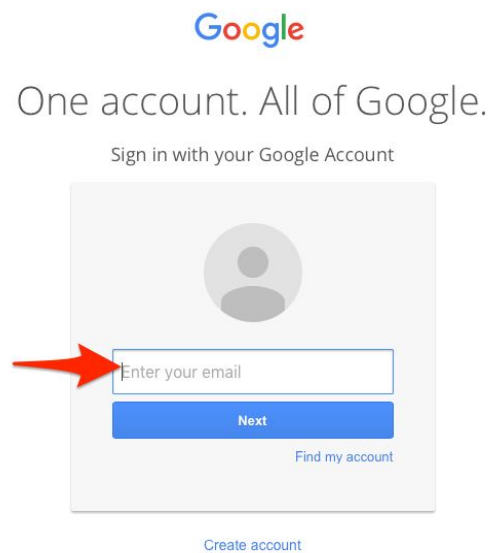 Google
One account. All of Google.
Sign in with your Google Account
Enter your email
Next
Find my account
Create account